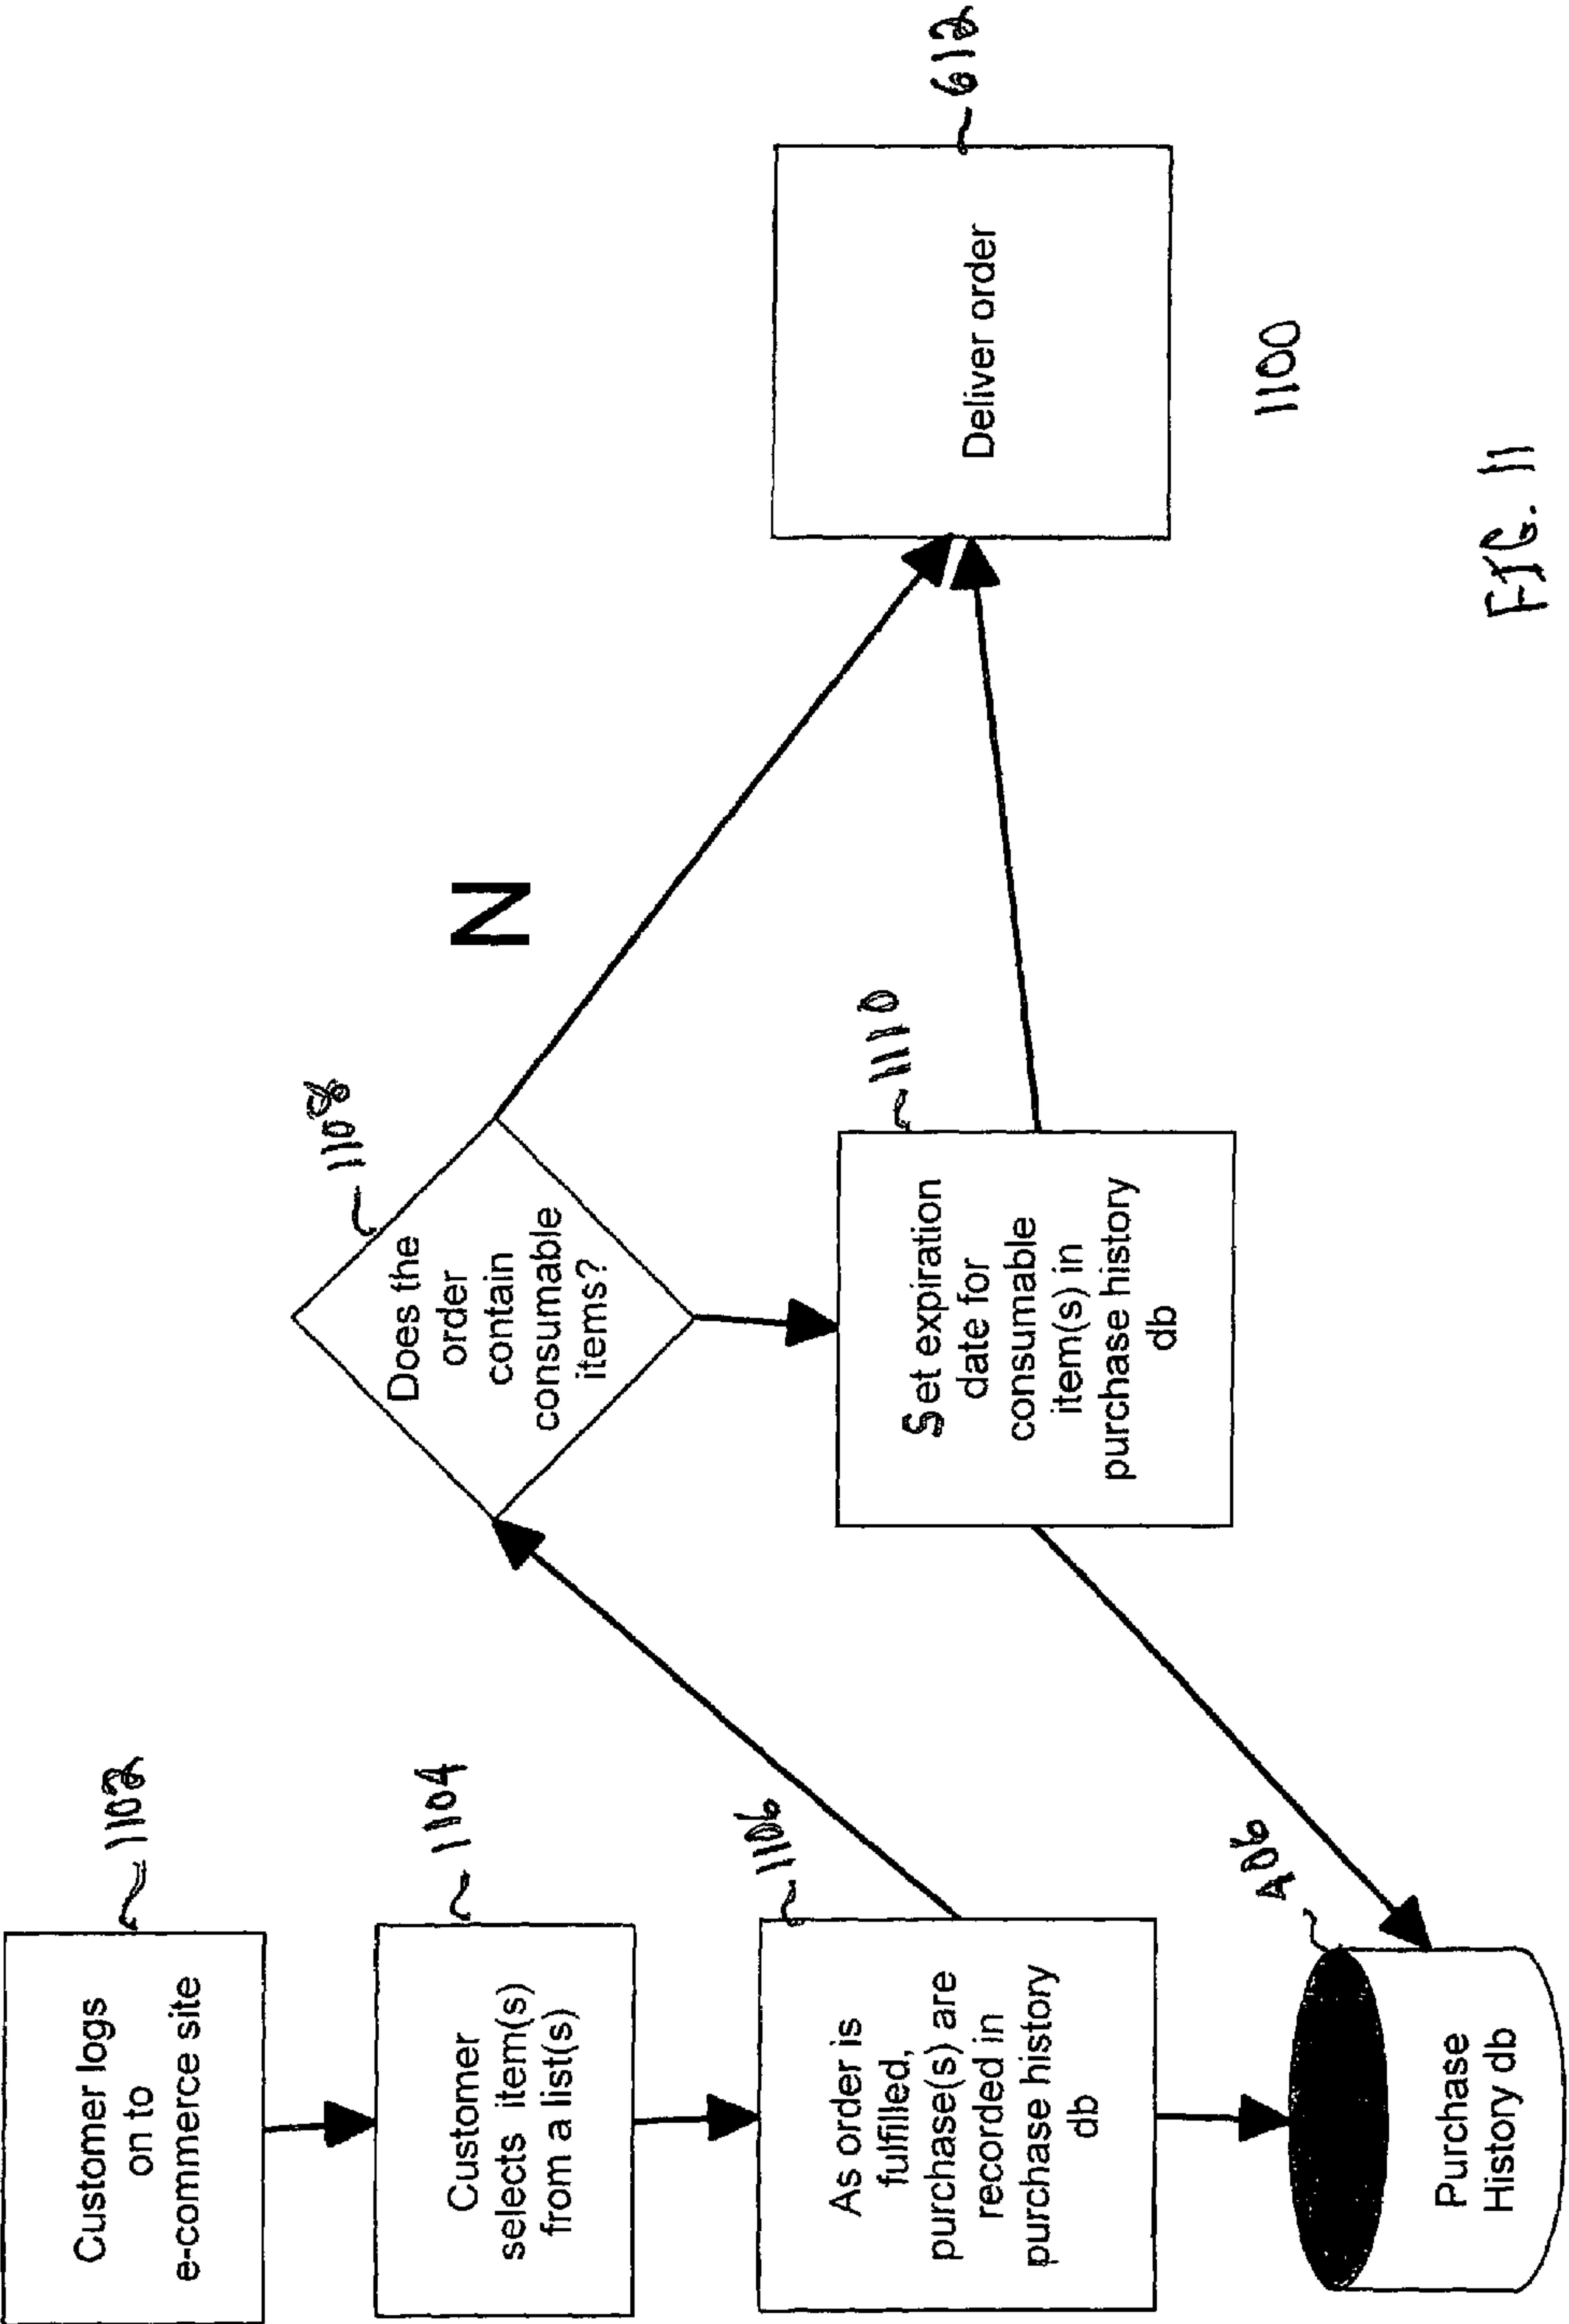 Customer logs
on to
e-commerce site
1102
Customer
selects item(s)
from a list(s)
1104
As order is
fulfilled,
purchase(s) are
recorded in
purchase history
db
1106
Purchase
History db
A06
Does the
order
contain
consumable
items?
1108
N
Set expiration
date for
consumable
item(s) in
purchase history
db
1110
Deliver order
612
1100
FIG. 11